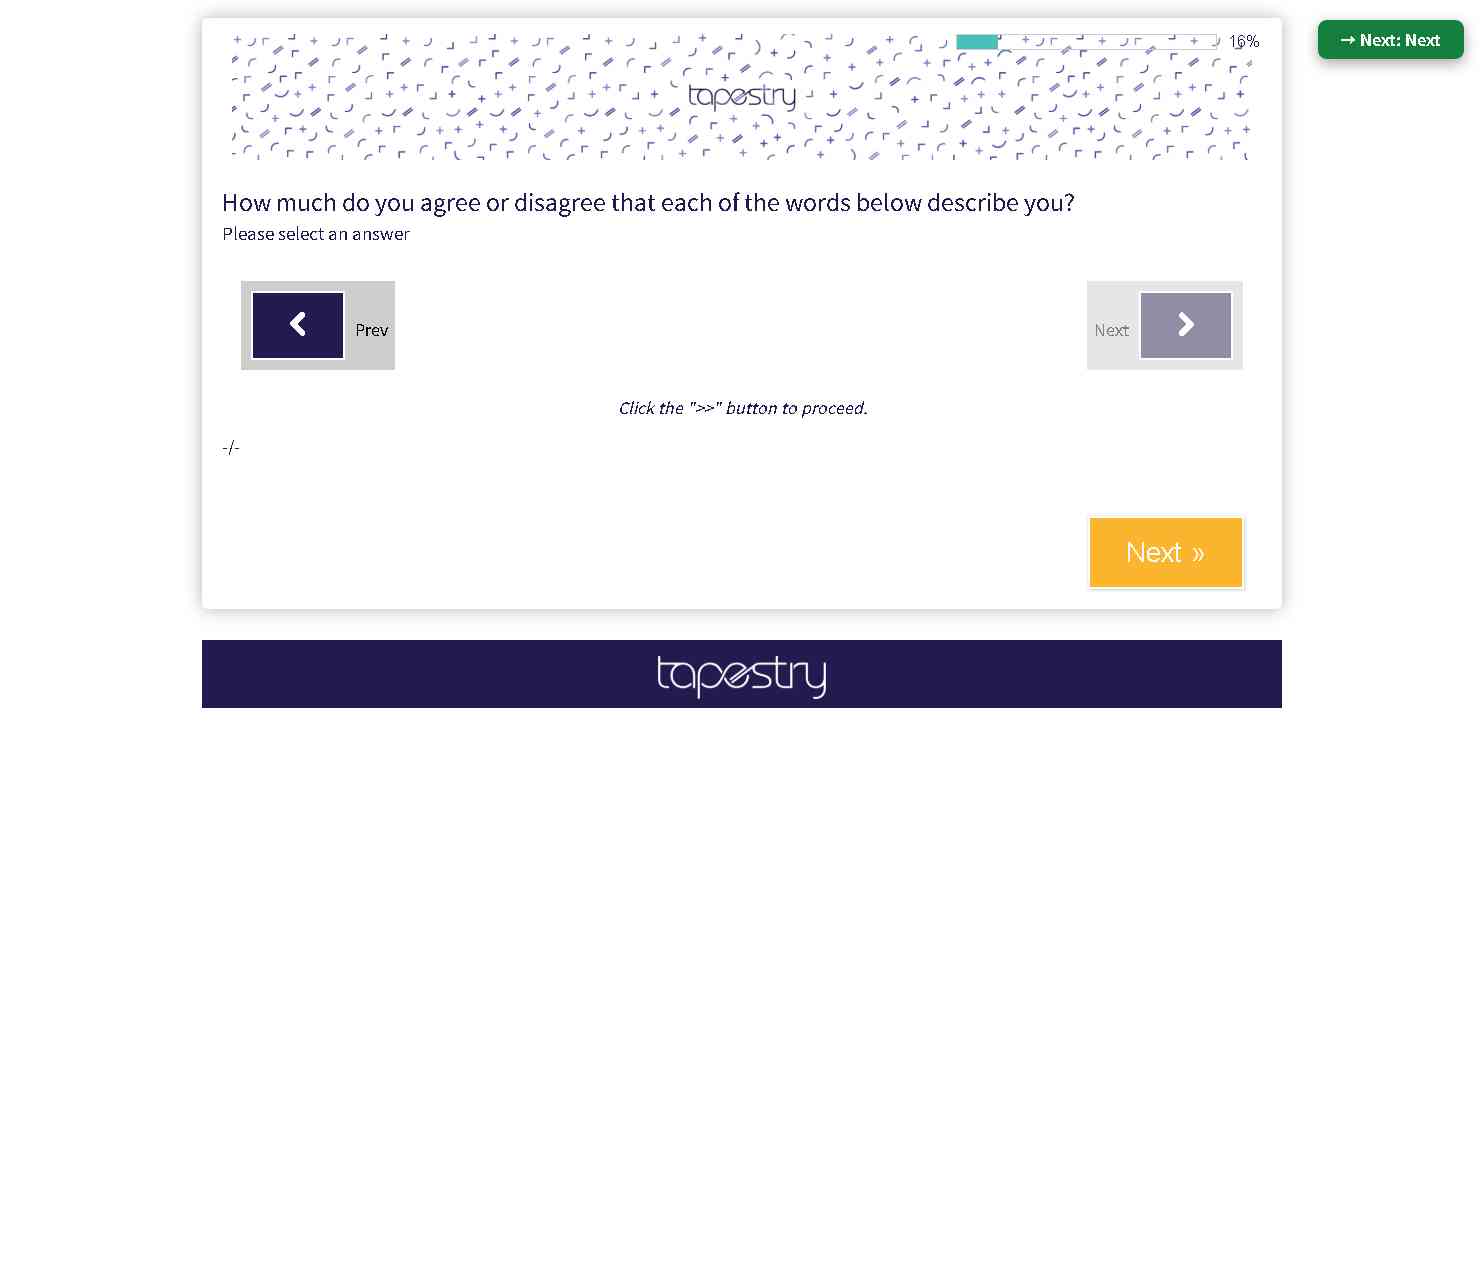 16%
→ Next: Next
tapestry
How much do you agree or disagree that each of the words below describe you?
Please select an answer
Prev
Next
Click the ">>" button to proceed.
-/-
Next »
tapestry